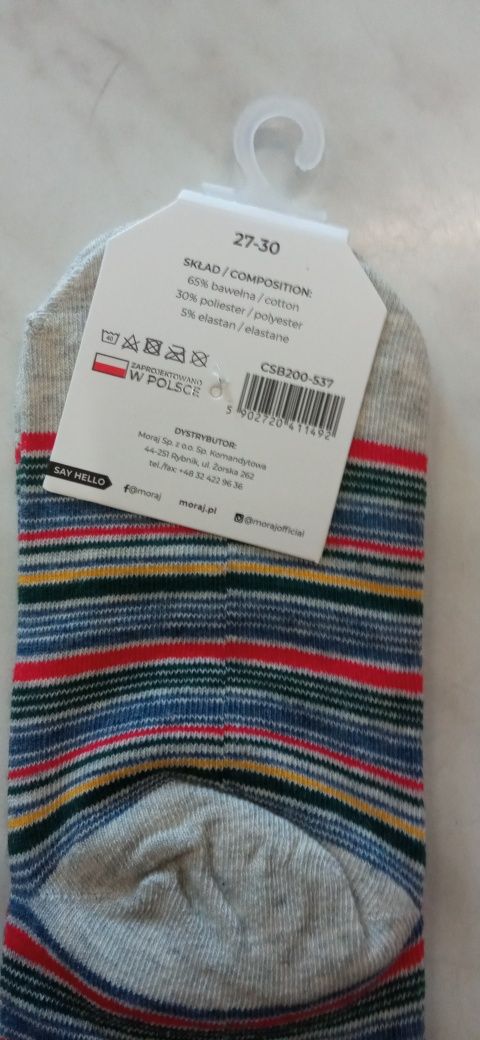 27-30
SKŁAD / COMPOSITION:
65% bawełna / cotton
30% poliester / polyester
5% elastan / elastane
40
ZAPROJEKTOWANO
W POLSCE
CSB200-537
5 902720 411492
DYSTRYBUTOR:
Moraj Sp. z o.o. Sp. Komandytowa
44-251 Rybnik, ul. Żorska 262
tel./fax: +48 32 422 96 36
SAY HELLO
f@moraj
moraj.pl
@morajofficial